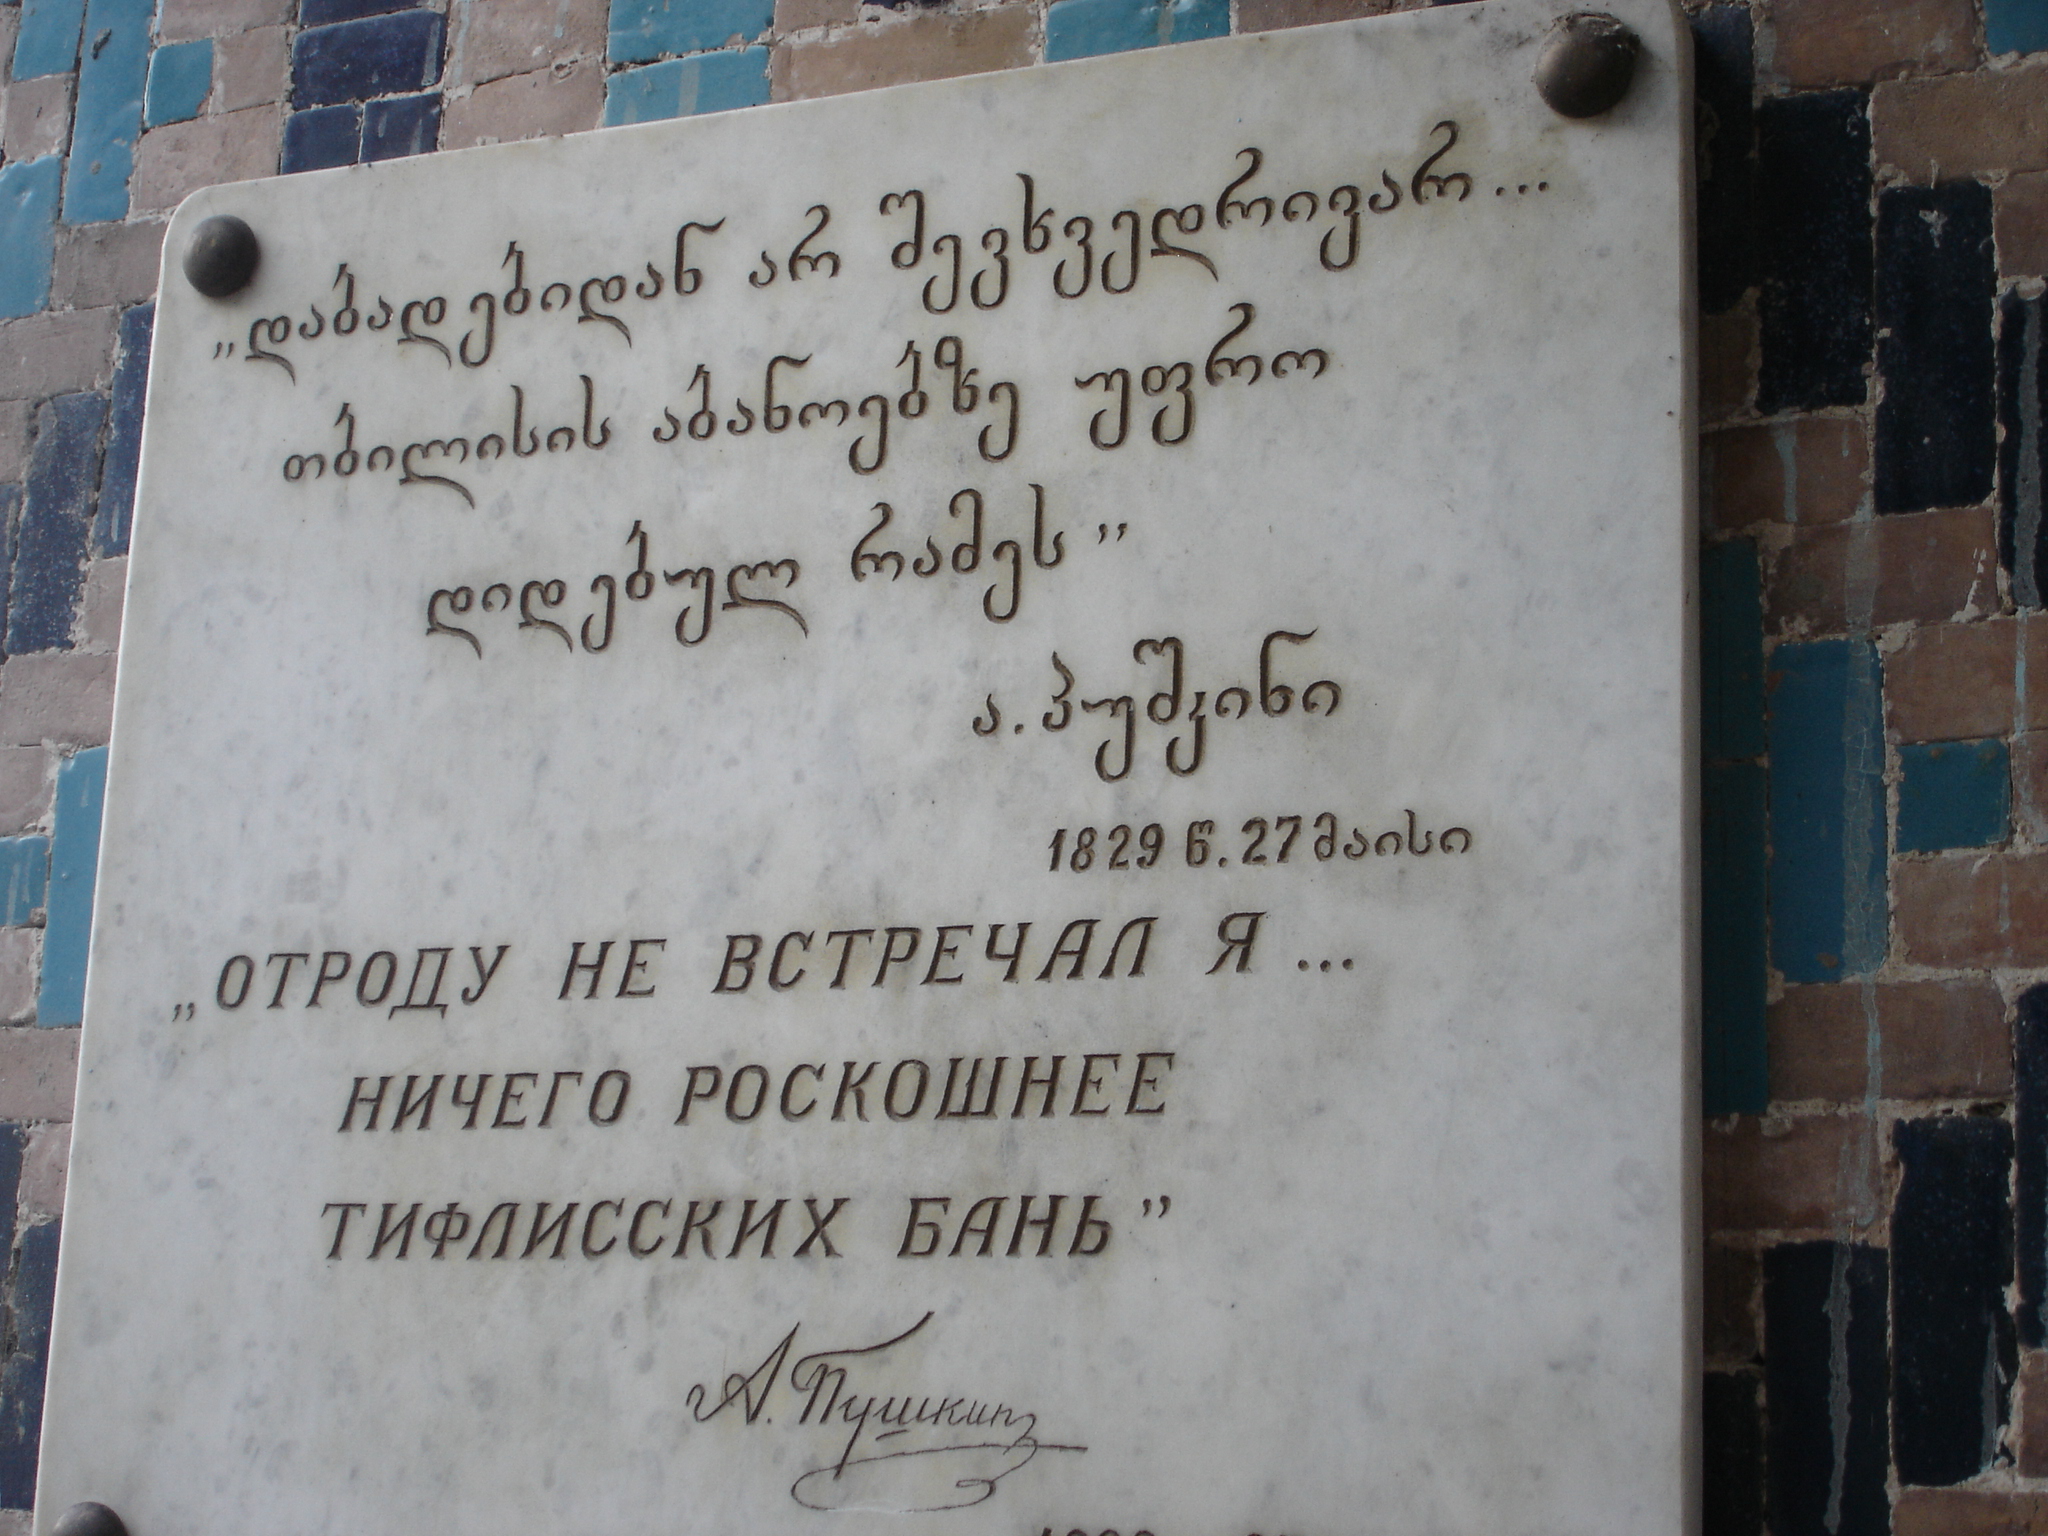 „დაბადებიდან არ შევხვედრივარ...
თბილისის აბანოებზე უფრო
დიდებულ რამეს”
ა. პუშკინი
1829 წ. 27 მაისი
„ОТРОДУ НЕ ВСТРЕЧАЛ Я...
НИЧЕГО РОСКОШНЕЕ
ТИФЛИССКИХ БАНЬ”
А. Пушкинъ